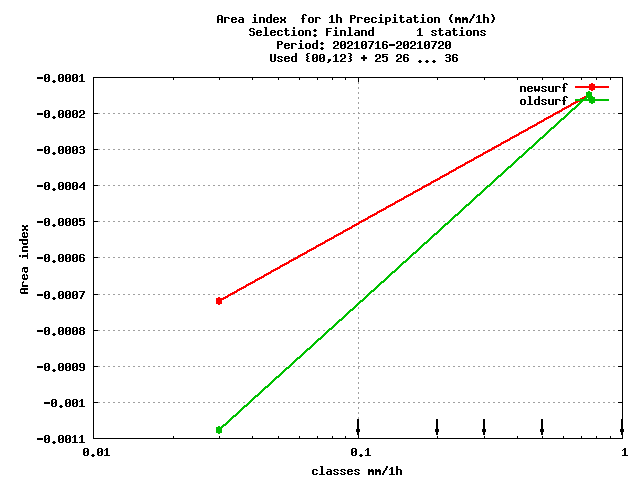 Area index  for 1h Precipitation (mm/1h)
Selection: Finland      1 stations
Period: 20210716-20210720
Used {00,12} + 25 26 ... 36
newsurf
oldsurf
-0.0001
-0.0002
-0.0003
-0.0004
-0.0005
-0.0006
-0.0007
-0.0008
-0.0009
-0.001
-0.0011
Area index
0.01 0.1 1
classes mm/1h